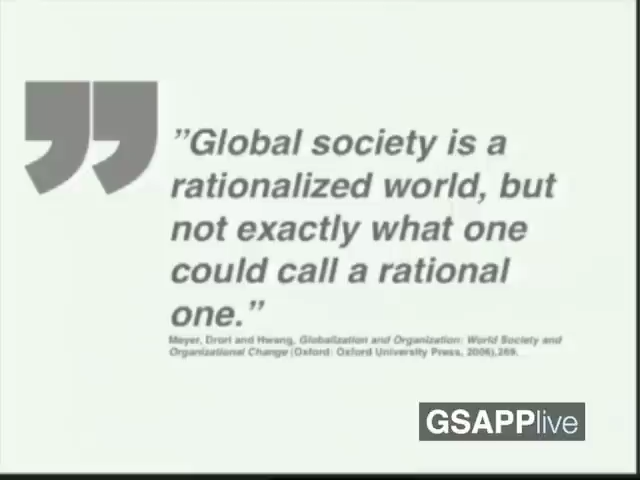 ”Global society is a
rationalized world, but
not exactly what one
could call a rational
one.”
Meyer, Drori and Hwang, Globalization and Organization: World Society and
Organizational Change (Oxford: Oxford University Press, 2006),269.
GSAPPlive